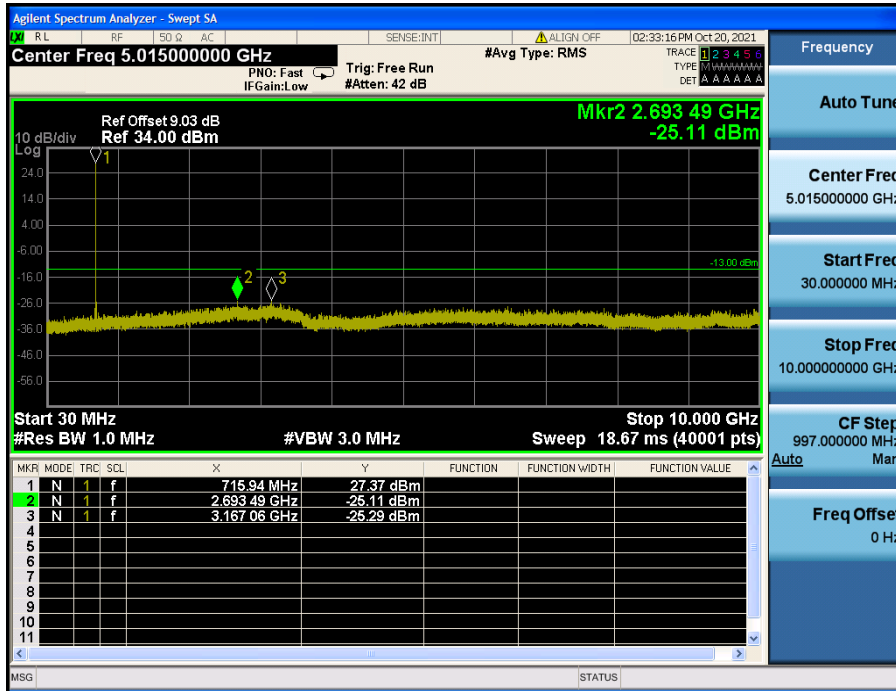 Agilent Spectrum Analyzer - Swept SA
LXI RL RF 50 Ω AC SENSE:INT ALIGN OFF 02:33:16 PM Oct 20, 2021
Center Freq 5.015000000 GHz #Avg Type: RMS TRACE 1 2 3 4 5 6
PNO: Fast Trig: Free Run TYPE
IFGain:Low #Atten: 42 dB DET A A A A A A
Frequency
Auto Tune
Center Freq
5.015000000 GHz
Start Freq
30.000000 MHz
Stop Freq
10.000000000 GHz
CF Step
997.000000 MHz
Auto Man
Freq Offset
0 Hz
Mkr2 2.693 49 GHz
-25.11 dBm
Ref Offset 9.03 dB
10 dB/div Ref 34.00 dBm
Log
1
24.0
14.0
4.00
-6.00
-13.00 dBm
-16.0
2 3
-26.0
-36.0
-46.0
-56.0
Start 30 MHz Stop 10.000 GHz
#Res BW 1.0 MHz #VBW 3.0 MHz Sweep 18.67 ms (40001 pts)
MKR MODE TRC SCL X Y FUNCTION FUNCTION WIDTH FUNCTION VALUE
1 N 1 f 715.94 MHz 27.37 dBm
2 N 1 f 2.693 49 GHz -25.11 dBm
3 N 1 f 3.167 06 GHz -25.29 dBm
4
5
6
7
8
9
10
11
MSG STATUS